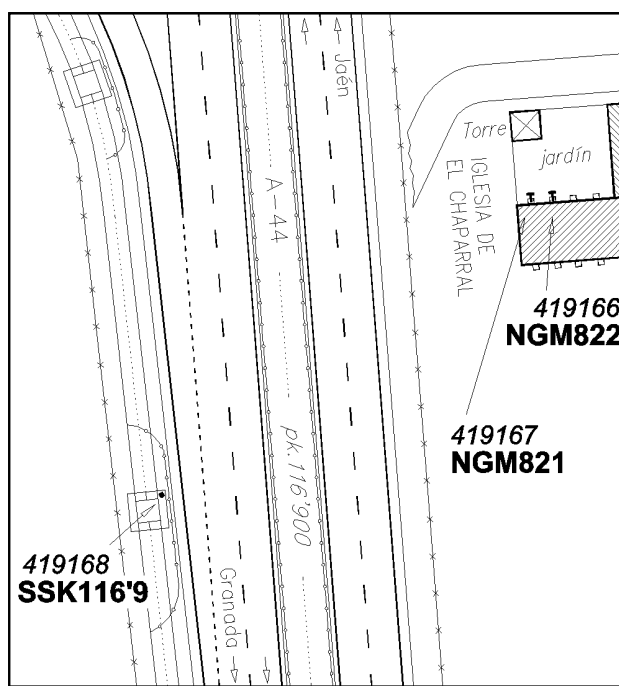 Jaén
Torre
jardín
IGLESIA DE
EL CHAPARRAL
A-44
419166
NGM822
419167
NGM821
pk.116'900
419168
SSK116'9
Granada